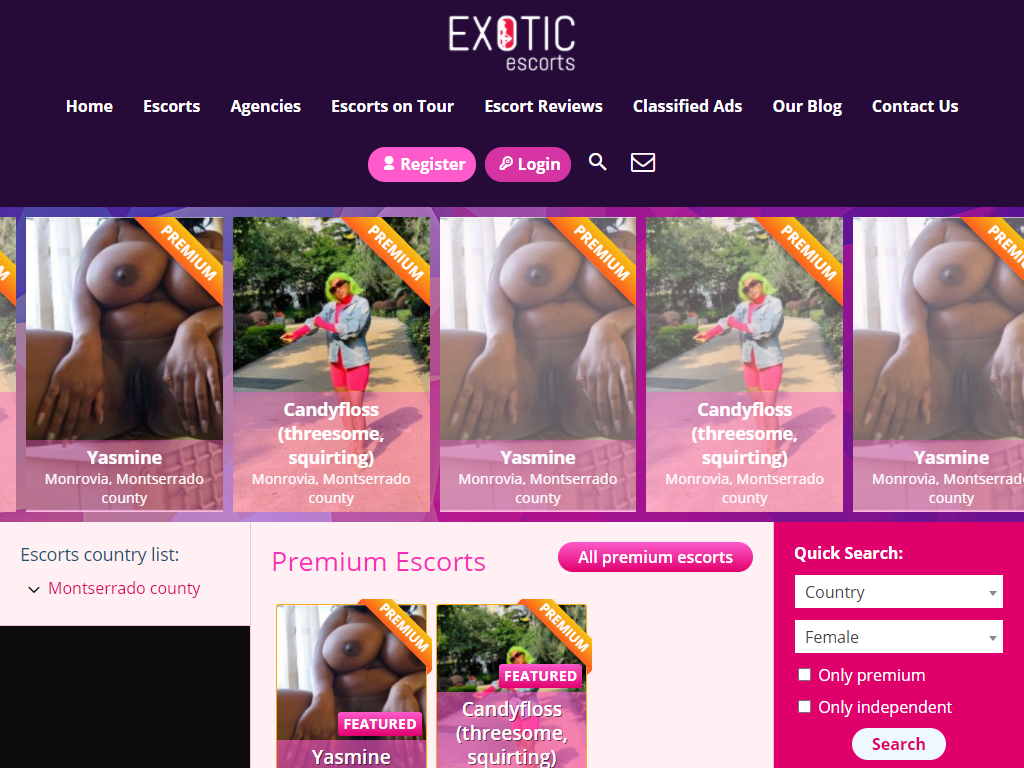 EXOTIC
escorts
Home Escorts Agencies Escorts on Tour Escort Reviews Classified Ads Our Blog Contact Us
Register Login
PREMIUM PREMIUM PREMIUM PREMIUM
Yasmine
Monrovia, Montserrado
county
Candyfloss
(threesome,
squirting)
Monrovia, Montserrado
county
Yasmine
Monrovia, Montserrado
county
Candyfloss
(threesome,
squirting)
Monrovia, Montserrado
county
Yasmine
Monrovia, Montserrado
county
Escorts country list:
Montserrado county
Premium Escorts
All premium escorts
PREMIUM
FEATURED
Yasmine
PREMIUM
FEATURED
Candyfloss
(threesome,
squirting)
Quick Search:
Country
Female
Only premium
Only independent
Search